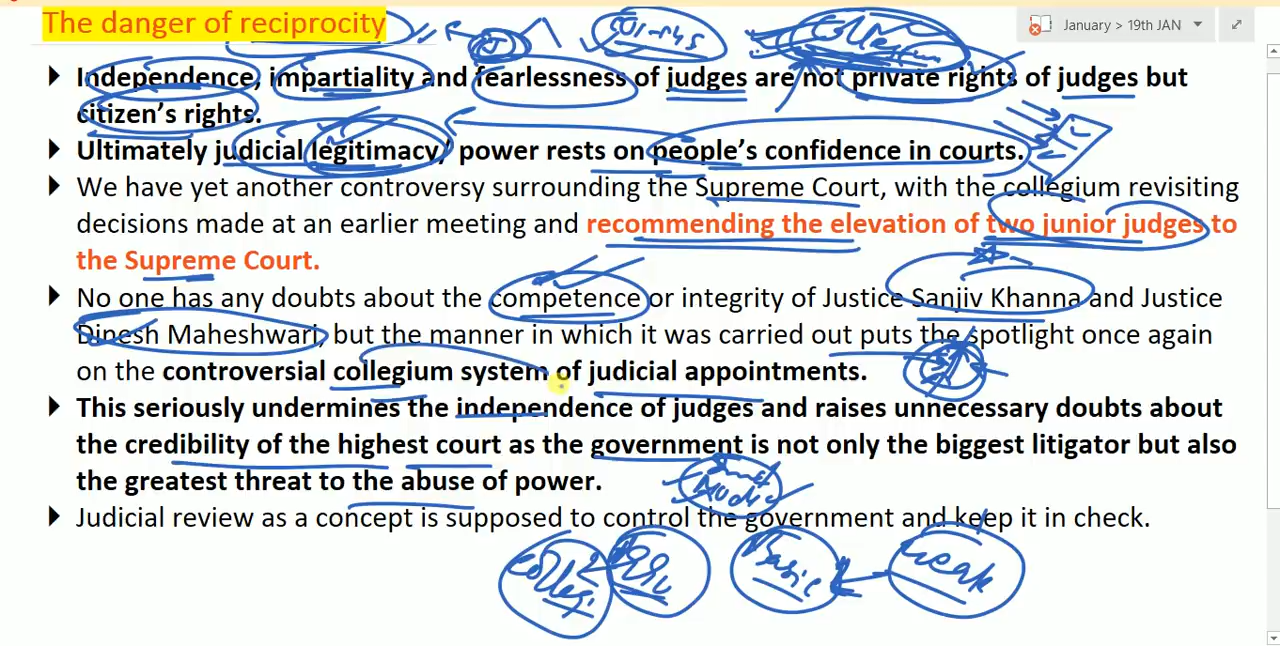 The danger of reciprocity
January > 19th JAN
Courts
Collegium
Independence, impartiality and fearlessness of judges are not private rights of judges but
citizen's rights.
Ultimately judicial legitimacy/ power rests on people's confidence in courts.
We have yet another controversy surrounding the Supreme Court, with the collegium revisiting
decisions made at an earlier meeting and recommending the elevation of two junior judges to
the Supreme Court.
No one has any doubts about the competence or integrity of Justice Sanjiv Khanna and Justice
Dinesh Maheshwari, but the manner in which it was carried out puts the spotlight once again
on the controversial collegium system of judicial appointments.
This seriously undermines the independence of judges and raises unnecessary doubts about
the credibility of the highest court as the government is not only the biggest litigator but also
the greatest threat to the abuse of power.
Judicial review as a concept is supposed to control the government and keep it in check.
Basic weak